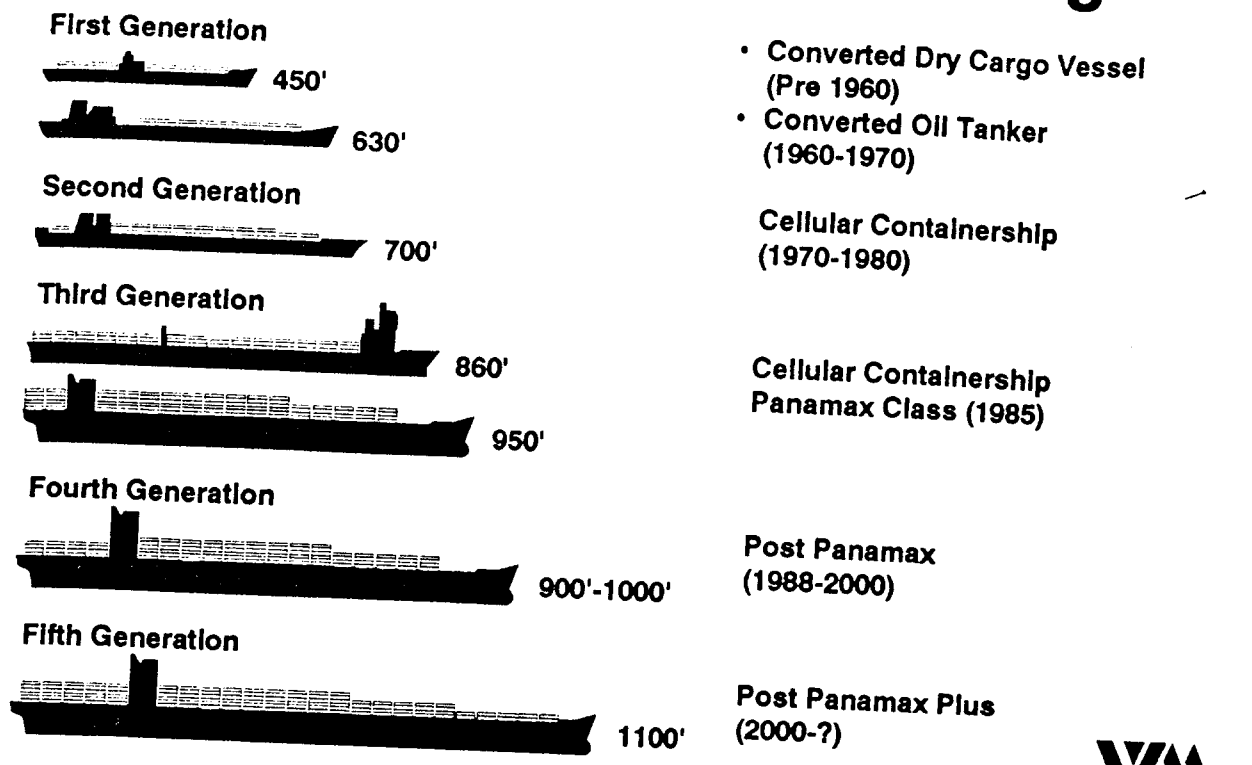 First Generation
450'
• Converted Dry Cargo Vessel
(Pre 1960)
630'
• Converted Oil Tanker
(1960-1970)
Second Generation
700'
Cellular Containership
(1970-1980)
Third Generation
860'
950'
Cellular Containership
Panamax Class (1985)
Fourth Generation
900'-1000'
Post Panamax
(1988-2000)
Fifth Generation
1100'
Post Panamax Plus
(2000-?)